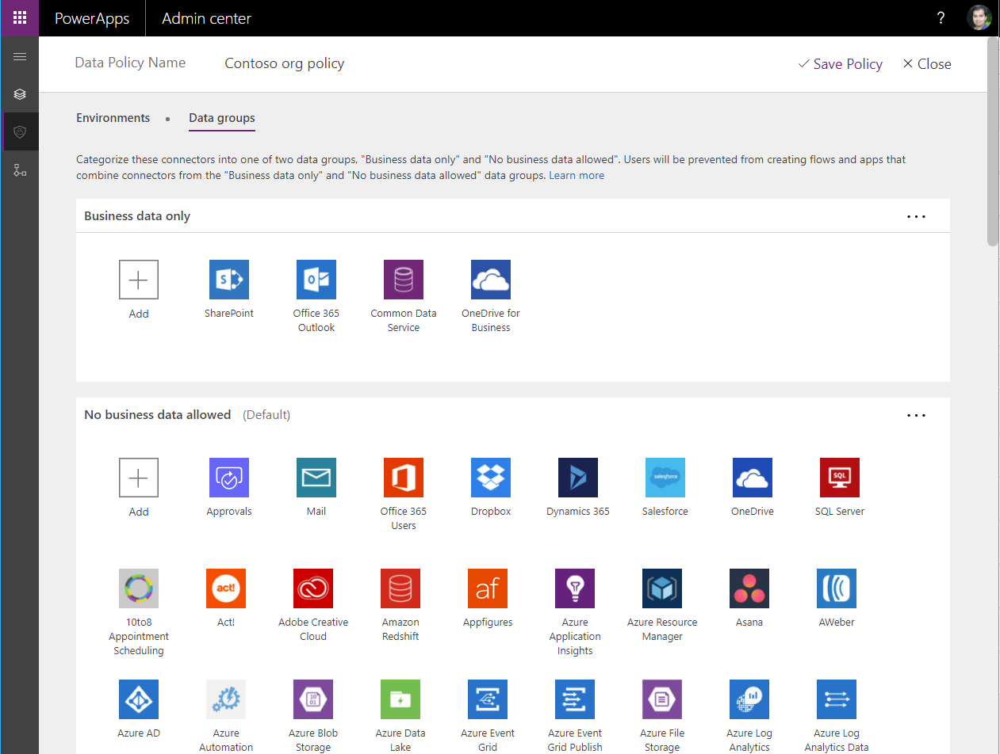 PowerApps Admin center ?
Data Policy Name Contoso org policy Save Policy Close
Environments Data groups
Categorize these connectors into one of two data groups, "Business data only" and "No business data allowed". Users will be prevented from creating flows and apps that
combine connectors from the "Business data only" and "No business data allowed" data groups. Learn more
Business data only
S
Add
SharePoint
Office 365
Outlook
Common Data
Service
OneDrive for
Business
No business data allowed (Default)
salesforce
SQL
Add
Approvals
Mail
Office 365
Users
Dropbox
Dynamics 365
Salesforce
OneDrive
SQL Server
act!
af
10to8
Appointment
Scheduling
Act!
Adobe Creative
Cloud
Amazon
Redshift
Appfigures
Azure
Application
Insights
Azure Resource
Manager
Asana
AWeber
10
01
Azure AD
Azure
Automation
Azure Blob
Storage
Azure Data
Lake
Azure Event
Grid
Azure Event
Grid Publish
Azure File
Storage
Azure Log
Analytics
Azure Log
Analytics Data